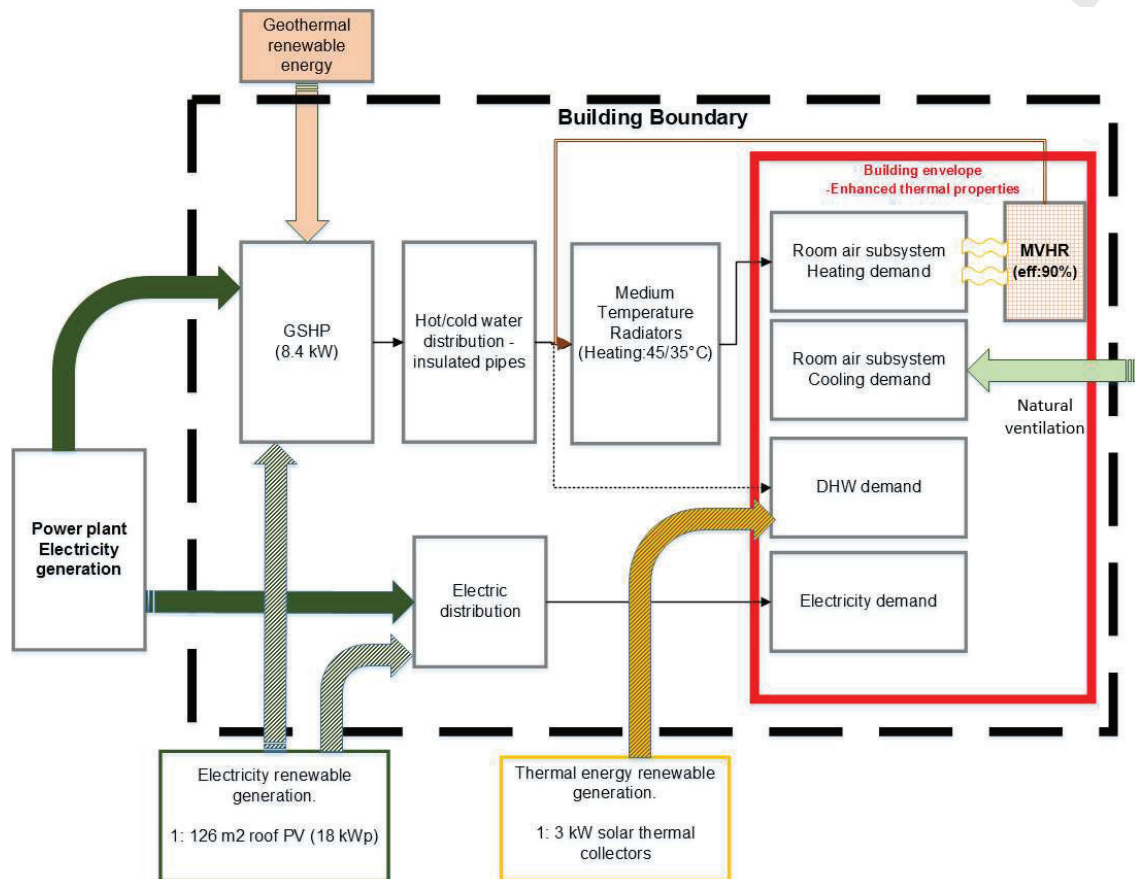 Geothermal
renewable
energy
Building Boundary
Building envelope
-Enhanced thermal properties
GSHP
(8.4 kW)
Hot/cold water
distribution -
insulated pipes
Medium
Temperature
Radiators
(Heating:45/35°C)
Room air subsystem
Heating demand
MVHR
(eff:90%)
Room air subsystem
Cooling demand
Natural
ventilation
DHW demand
Power plant
Electricity
generation
Electric
distribution
Electricity demand
Electricity renewable
generation.
1: 126 m2 roof PV (18 kWp)
Thermal energy renewable
generation.
1: 3 kW solar thermal
collectors